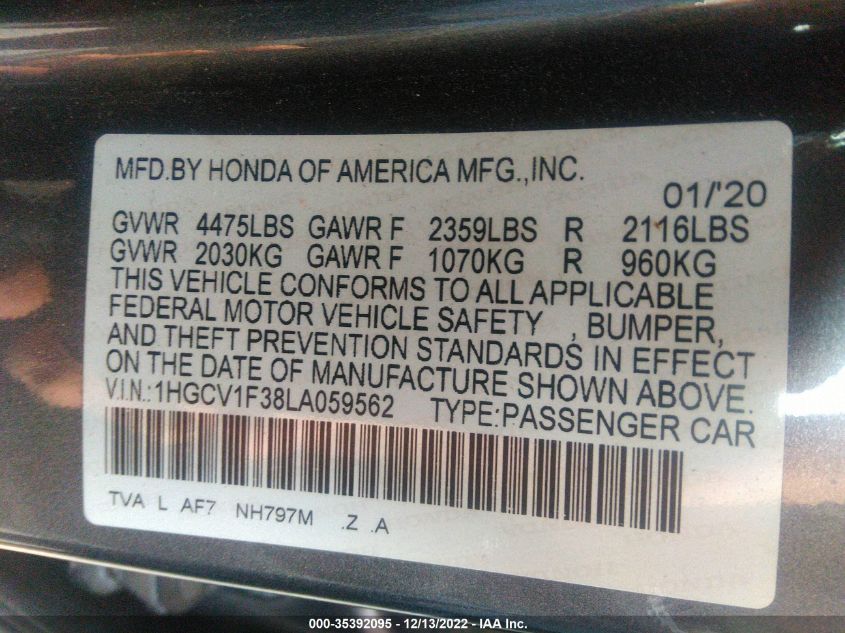 MFD.BY HONDA OF AMERICA MFG.,INC.
01/'20
GVWR 4475LBS GAWR F 2359LBS R 2116LBS
GVWR 2030KG GAWR F 1070KG R 960KG
THIS VEHICLE CONFORMS TO ALL APPLICABLE
FEDERAL MOTOR VEHICLE SAFETY , BUMPER,
AND THEFT PREVENTION STANDARDS IN EFFECT
ON THE DATE OF MANUFACTURE SHOWN ABOVE.
V.I.N.:1HGCV1F38LA059562 TYPE:PASSENGER CAR
TVA L AF7 NH797M .Z .A
000-35392095 - 12/13/2022 - IAA Inc.